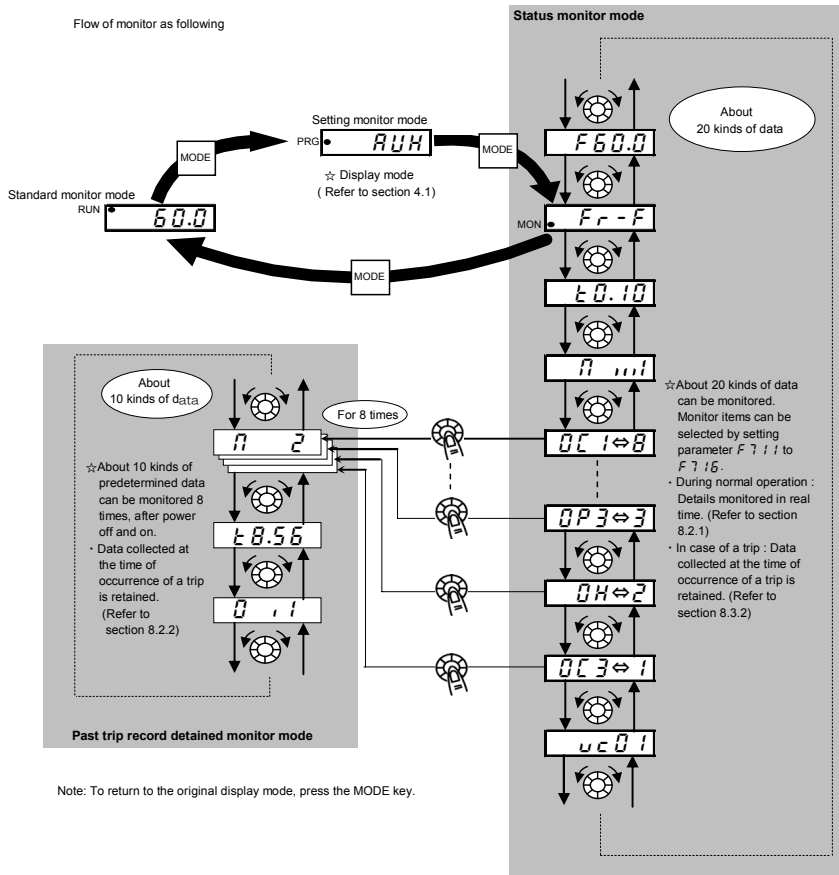 Flow of monitor as following
Status monitor mode
About
20 kinds of data
Setting monitor mode
PRG
AUH
MODE
MODE
☆ Display mode
( Refer to section 4.1)
Standard monitor mode
RUN
60.0
MODE
F60.0
MON
Fr-F
t0.10
OC1⇔8
OP3⇔3
OH⇔2
OC3⇔1
uc01
☆About 20 kinds of data
can be monitored.
Monitor items can be
selected by setting
parameter F711 to
F716.
・During normal operation :
Details monitored in real
time. (Refer to section
8.2.1)
・In case of a trip : Data
collected at the time of
occurrence of a trip is
retained. (Refer to
section 8.3.2)
About
10 kinds of data
For 8 times
n 2
t8.56
☆About 10 kinds of
predetermined data
can be monitored 8
times, after power
off and on.
・Data collected at
the time of
occurrence of a trip
is retained.
(Refer to
section 8.2.2)
Past trip record detained monitor mode
Note: To return to the original display mode, press the MODE key.